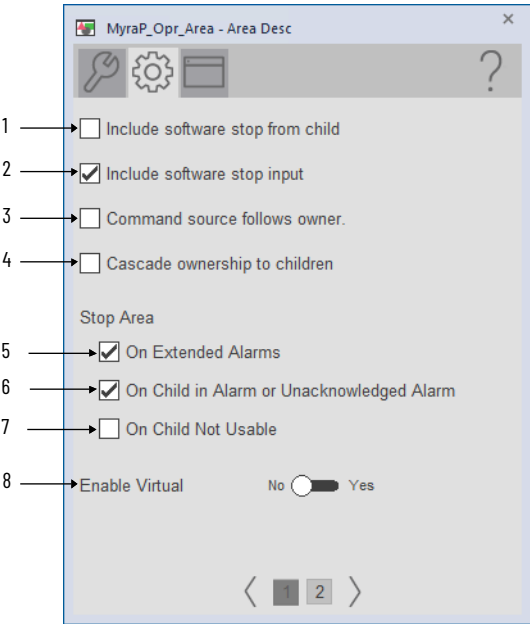 MyraP_Opr_Area - Area Desc ×
?
1 Include software stop from child
2 Include software stop input
3 Command source follows owner.
4 Cascade ownership to children
Stop Area
5 On Extended Alarms
6 On Child in Alarm or Unacknowledged Alarm
7 On Child Not Usable
8 Enable Virtual No Yes
1 2